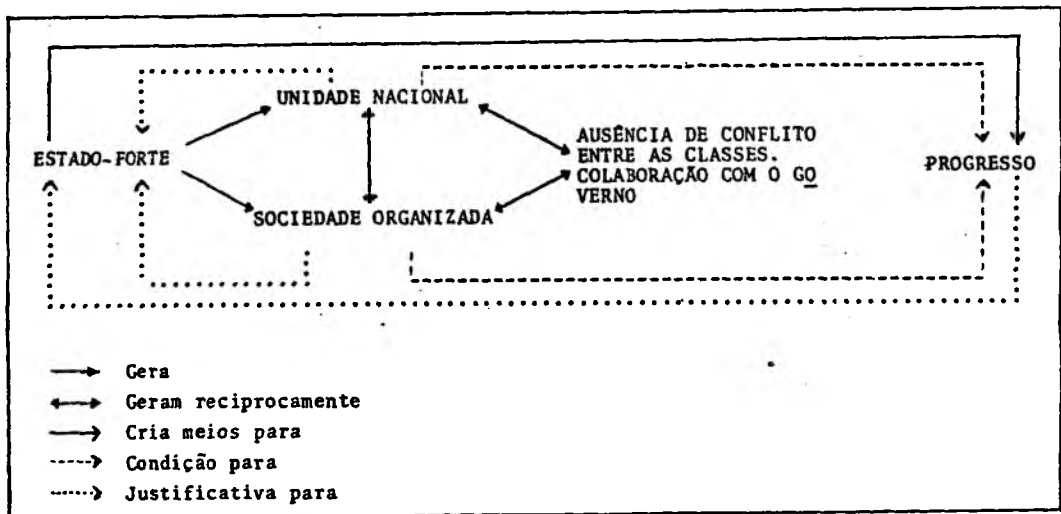 UNIDADE NACIONAL
AUSÊNCIA DE CONFLITO
ENTRE AS CLASSES.
COLABORAÇÃO COM O GO
VERNO
ESTADO-FORTE
PROGRESSO
SOCIEDADE ORGANIZADA
Gera
Geram reciprocamente
Cria meios para
Condição para
Justificativa para